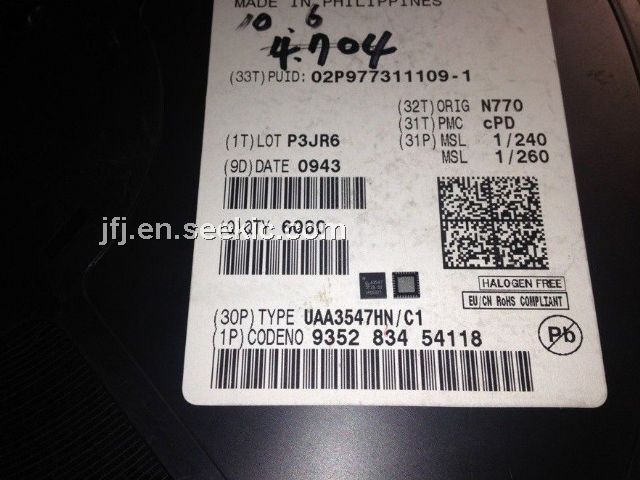 MADE IN PHILIPPINES
10.6
4.704
(33T) PUID: 02P977311109-1
(32T) ORIG N770
(31T) PMC cPD
(1T) LOT P3JR6
(31P) MSL 1/240
MSL 1/260
(9D) DATE 0943
QTY
jfj.en.seekic.com
HALOGEN FREE
EU/CN RoHS COMPLIANT
(30P) TYPE UAA3547HN/C1
1P) CODENO 9352 834 54118
Pb